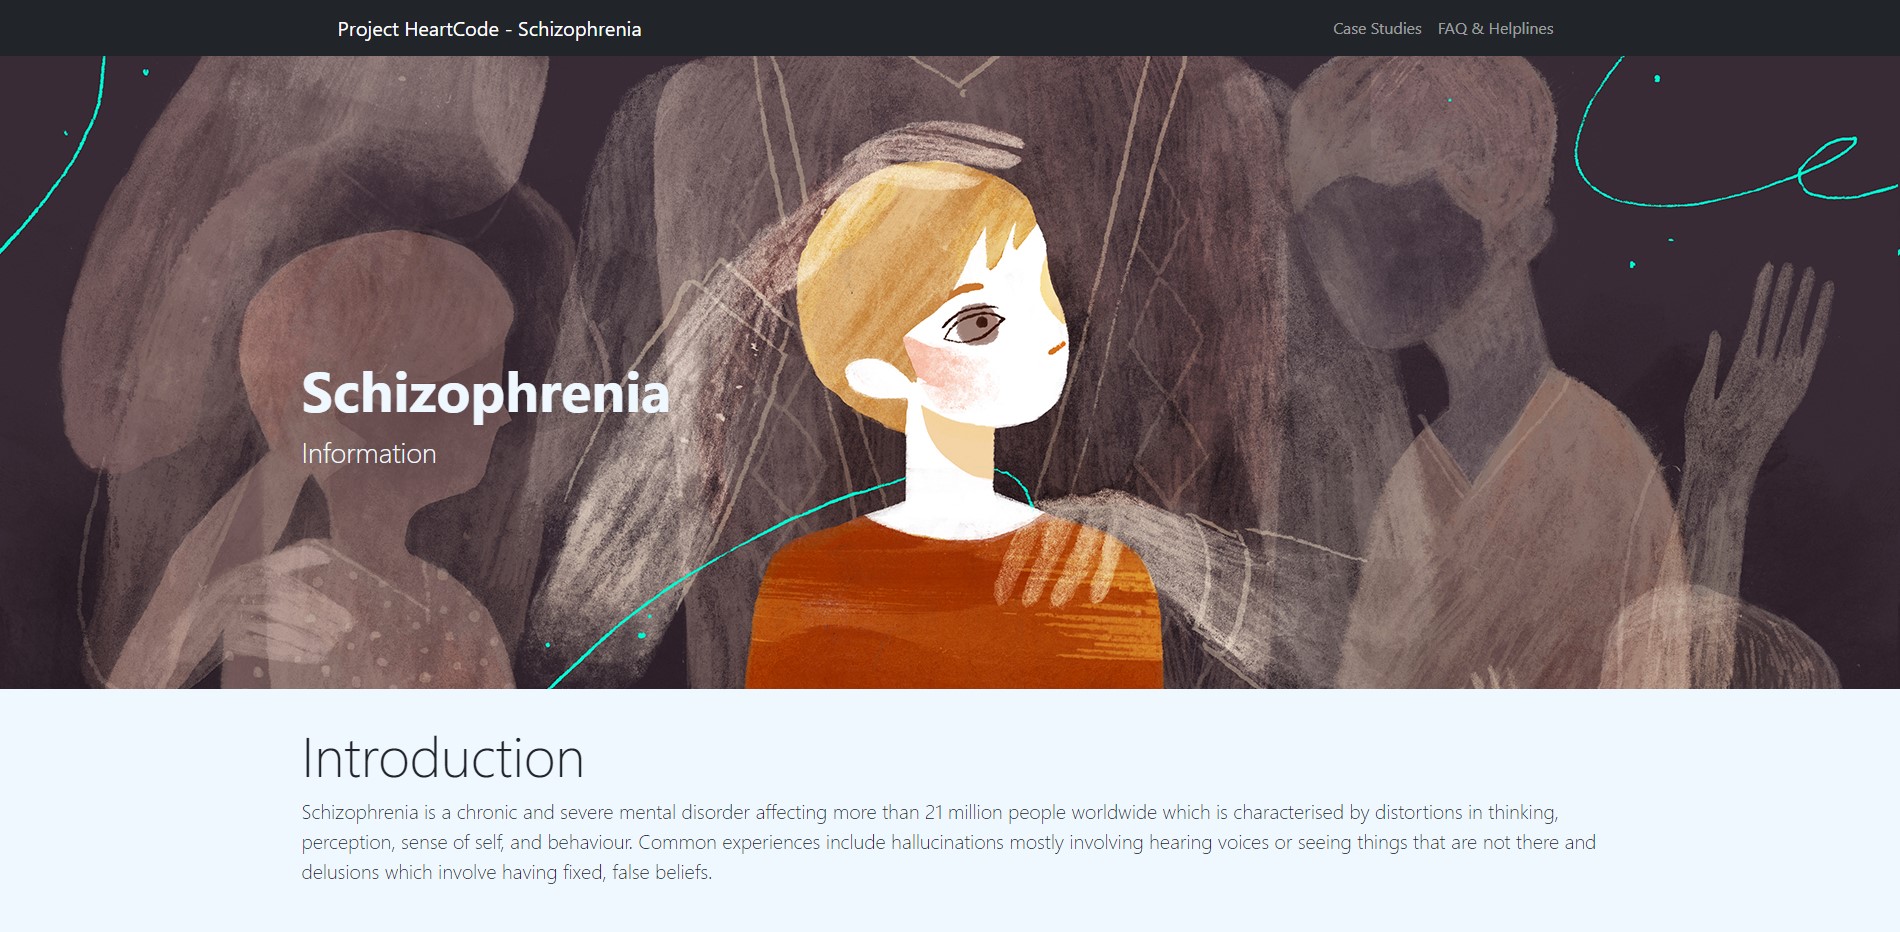 Project HeartCode - Schizophrenia
Case Studies
FAQ & Helplines
Schizophrenia
Information
Introduction
Schizophrenia is a chronic and severe mental disorder affecting more than 21 million people worldwide which is characterised by distortions in thinking,
perception, sense of self, and behaviour. Common experiences include hallucinations mostly involving hearing voices or seeing things that are not there and
delusions which involve having fixed, false beliefs.